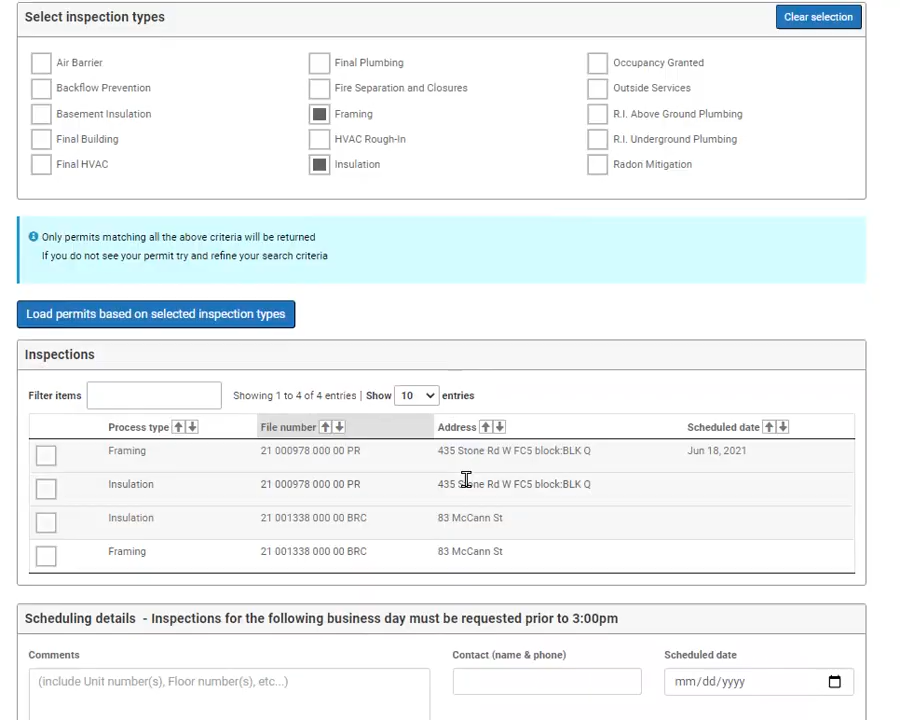 Select inspection types
Clear selection
Air Barrier
Final Plumbing
Occupancy Granted
Backflow Prevention
Fire Separation and Closures
Outside Services
Basement Insulation
Framing
R.I. Above Ground Plumbing
Final Building
HVAC Rough-In
R.I. Underground Plumbing
Final HVAC
Insulation
Radon Mitigation
Only permits matching all the above criteria will be returned
If you do not see your permit try and refine your search criteria
Load permits based on selected inspection types
Inspections
Filter items Showing 1 to 4 of 4 entries | Show 10 entries
Process type File number Address Scheduled date
Framing 21 000978 000 00 PR 435 Stone Rd W FC5 block:BLK Q Jun 18, 2021
Insulation 21 000978 000 00 PR 435 Stone Rd W FC5 block:BLK Q
Insulation 21 001338 000 00 BRC 83 McCann St
Framing 21 001338 000 00 BRC 83 McCann St
Scheduling details - Inspections for the following business day must be requested prior to 3:00pm
Comments Contact (name & phone) Scheduled date
(include Unit number(s), Floor number(s), etc...) mm/dd/yyyy